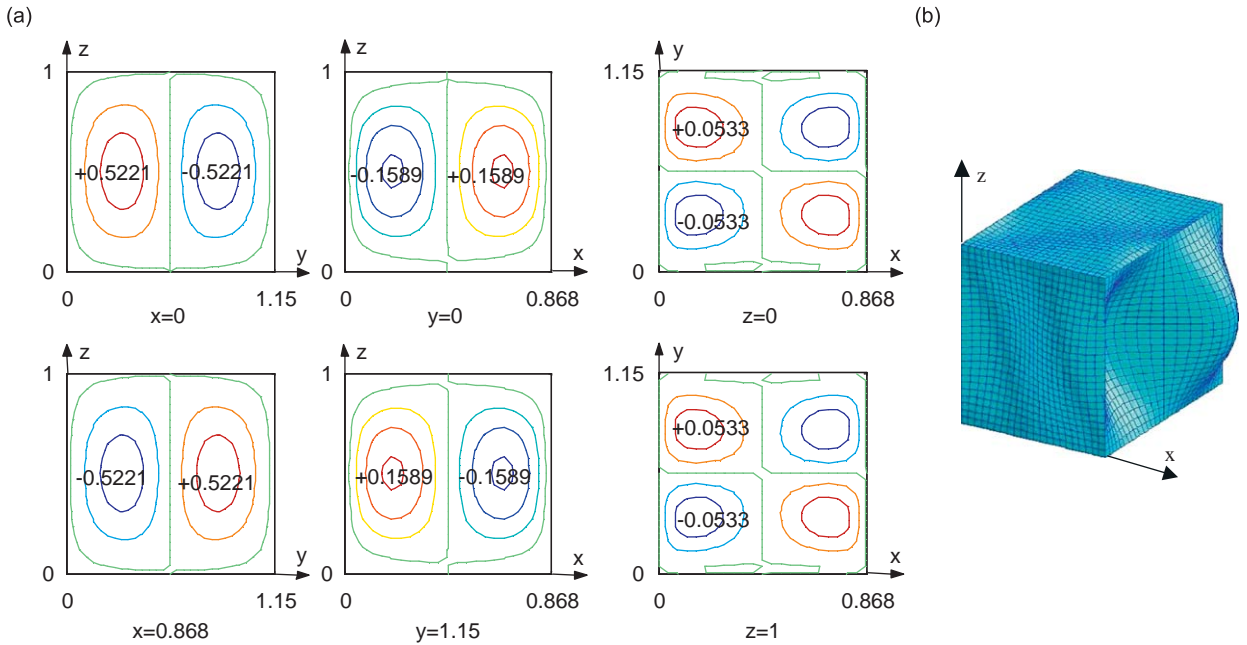 (a)
(b)
z
z
y
1
1
1.15
+0.5221
-0.5221
-0.1589
+0.1589
+0.0533
-0.0533
z
0
y
0
x
0
x
0
1.15
0
0.868
0
0.868
x=0
y=0
z=0
x
z
z
y
1
1
1.15
-0.5221
+0.5221
+0.1589
-0.1589
+0.0533
-0.0533
0
y
0
x
0
x
0
1.15
0
0.868
0
0.868
x=0.868
y=1.15
z=1